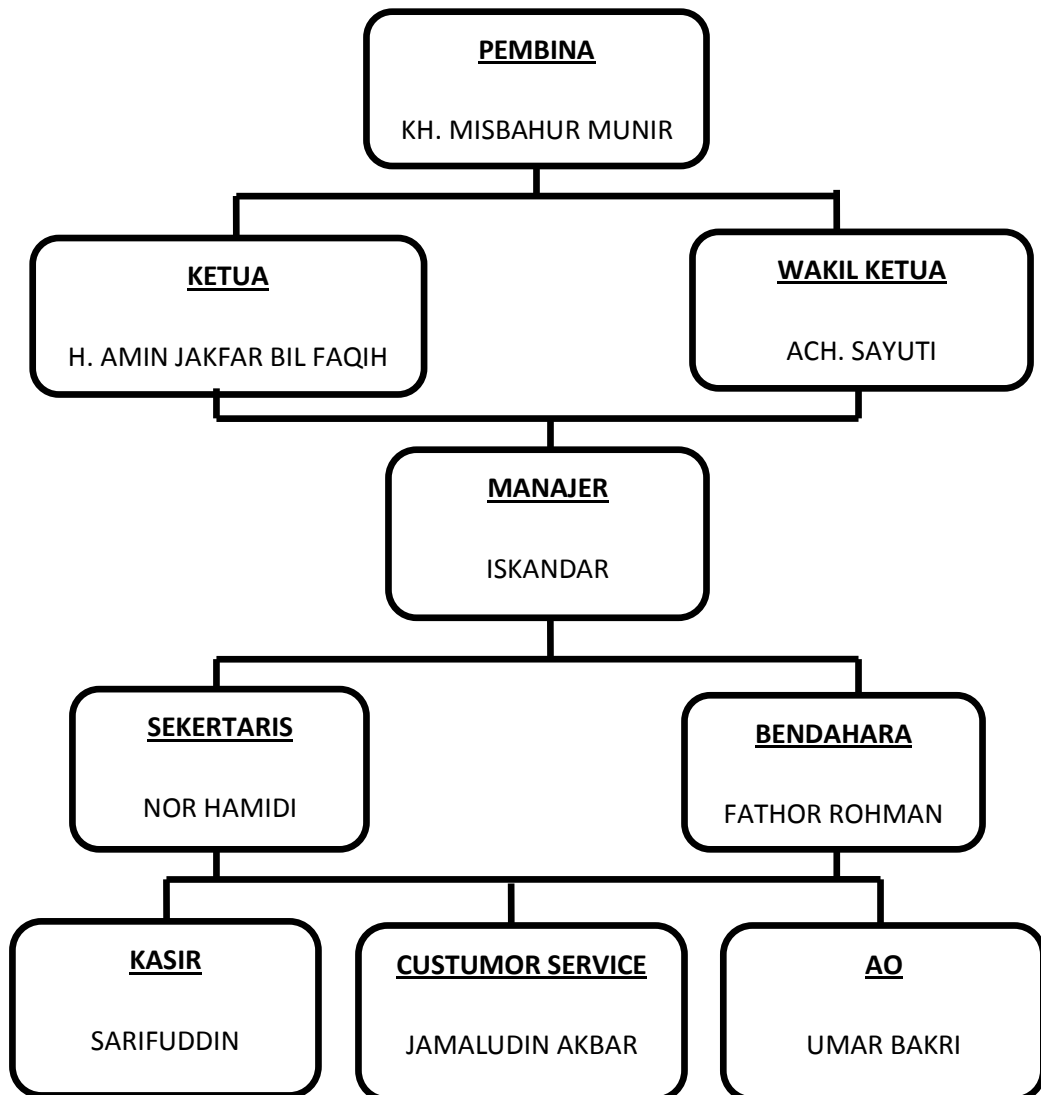 PEMBINA
KH. MISBAHUR MUNIR
KETUA
H. AMIN JAKFAR BIL FAQIH
WAKIL KETUA
ACH. SAYUTI
MANAJER
ISKANDAR
SEKERTARIS
NOR HAMIDI
BENDAHARA
FATHOR ROHMAN
KASIR
SARIFUDDIN
CUSTUMOR SERVICE
JAMALUDIN AKBAR
AO
UMAR BAKRI